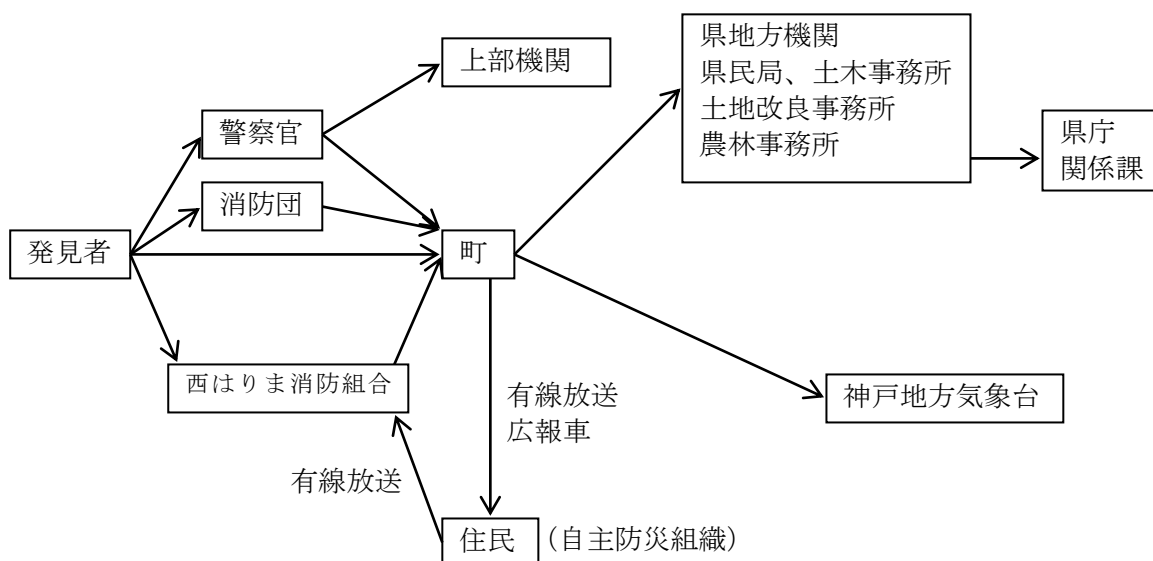 上部機関
県地方機関
県民局、土木事務所
土地改良事務所
農林事務所
警察官
県庁
関係課
消防団
発見者
町
西はりま消防組合
有線放送
広報車
神戸地方気象台
有線放送
住民
(自主防災組織)